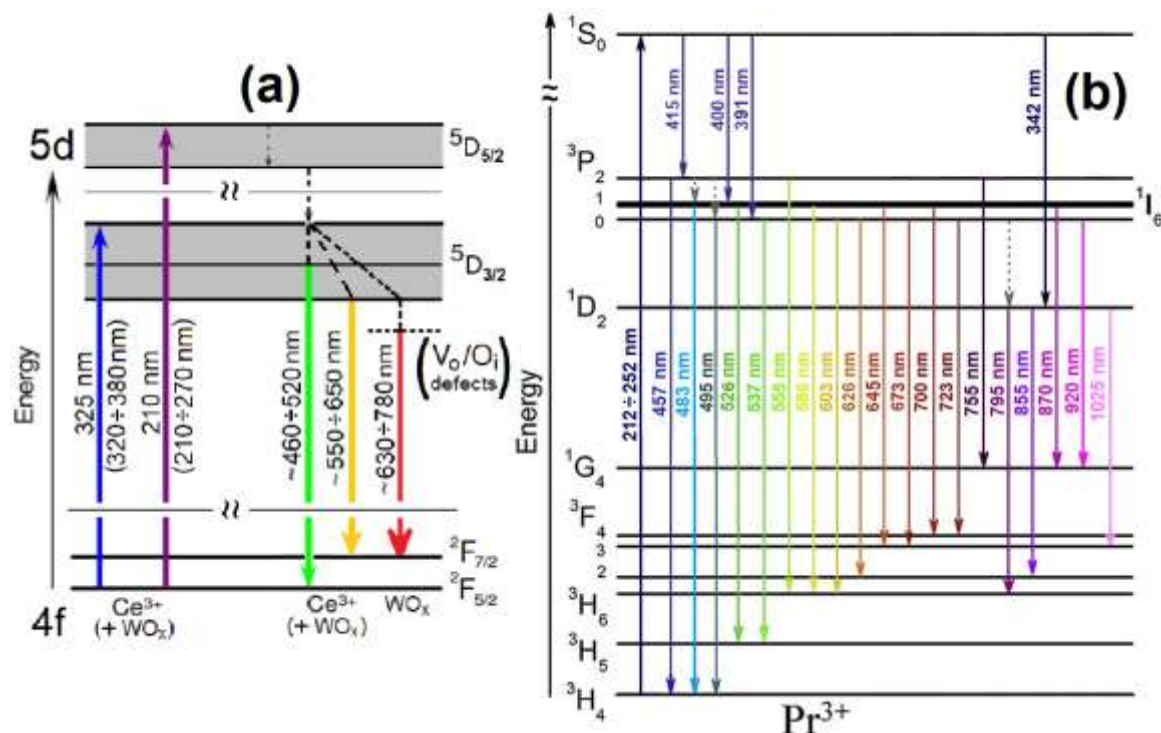 (a)
5d
⁵D₅/₂
≈
⁵D₃/₂
Energy
325 nm
(320÷380 nm)
210 nm
(210÷270 nm)
~460÷520 nm
~550÷650 nm
~630÷780 nm
(V₀/Oᵢ
defects)
≈
²F₇/₂
²F₅/₂
4f
Ce³⁺
(+ WOₓ)
Ce³⁺
(+ WOₓ)
WOₓ
(b)
¹S₀
≈
415 nm
400 nm
391 nm
342 nm
³P₂
1
0
¹I₆
¹D₂
Energy
212÷252 nm
457 nm
483 nm
495 nm
526 nm
537 nm
555 nm
586 nm
603 nm
626 nm
645 nm
673 nm
700 nm
723 nm
755 nm
795 nm
855 nm
870 nm
920 nm
1025 nm
¹G₄
³F₄
3
2
³H₆
³H₅
³H₄
Pr³⁺